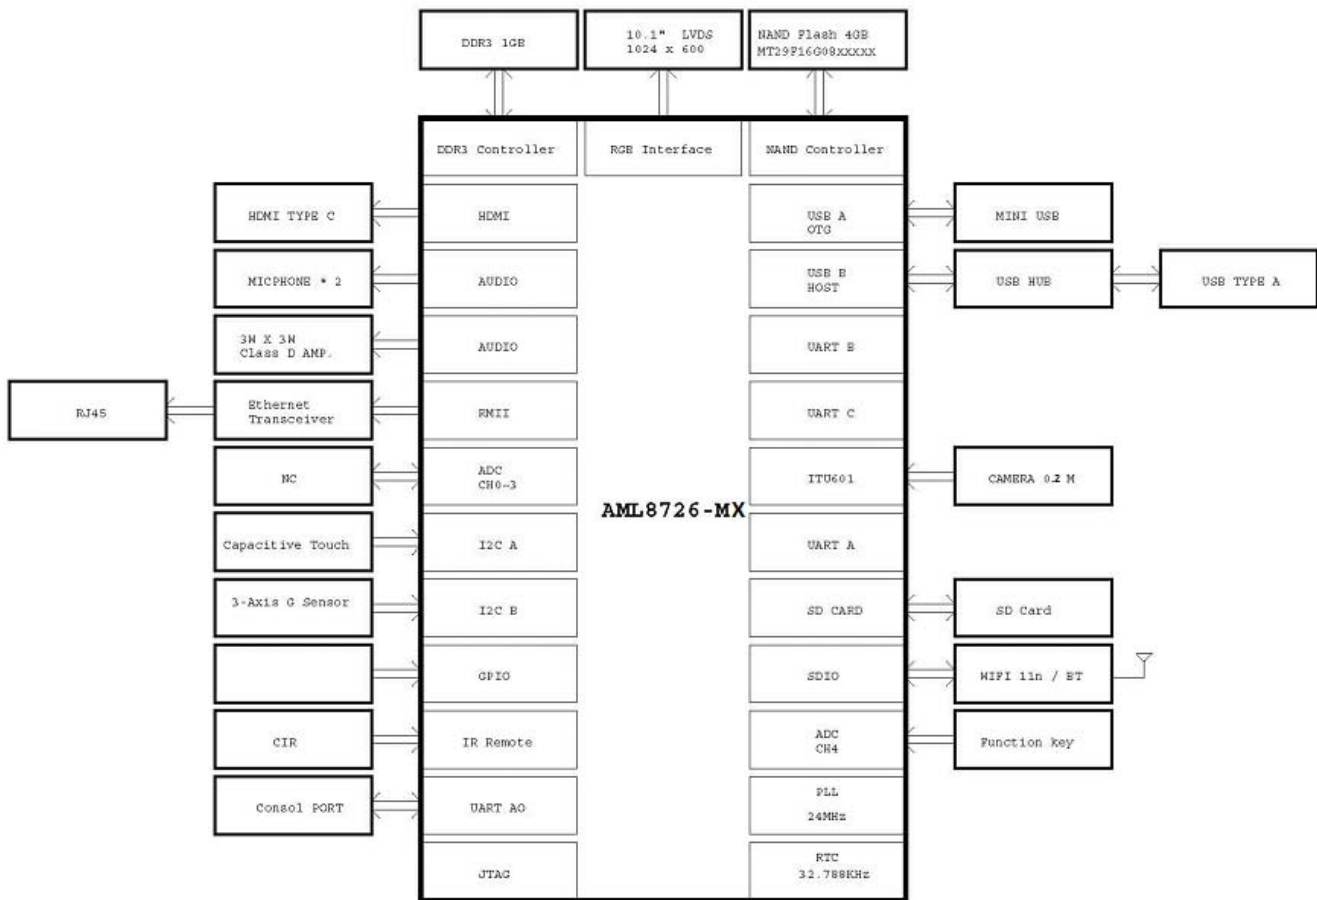 DDR3 1GB
10.1" LVDS
1024 x 600
NAND Flash 4GB
MT29F16G08XXXXX
DDR3 Controller
RGB Interface
NAND Controller
HDMI TYPE C
HDMI
USB A
OTG
MINI USB
MICPHONE * 2
AUDIO
USB B
HOST
USB HUB
USB TYPE A
3W X 3W
Class D AMP.
AUDIO
UART B
RJ45
Ethernet
Transceiver
RMII
UART C
NC
ADC
CH0~3
ITU601
CAMERA 0.2 M
AML8726-MX
Capacitive Touch
I2C A
UART A
3-Axis G Sensor
I2C B
SD CARD
SD Card
GPIO
SDIO
WIFI 11n / BT
CIR
IR Remote
ADC
CH4
Function key
Consol PORT
UART AO
PLL
24MHz
JTAG
RTC
32.788KHz